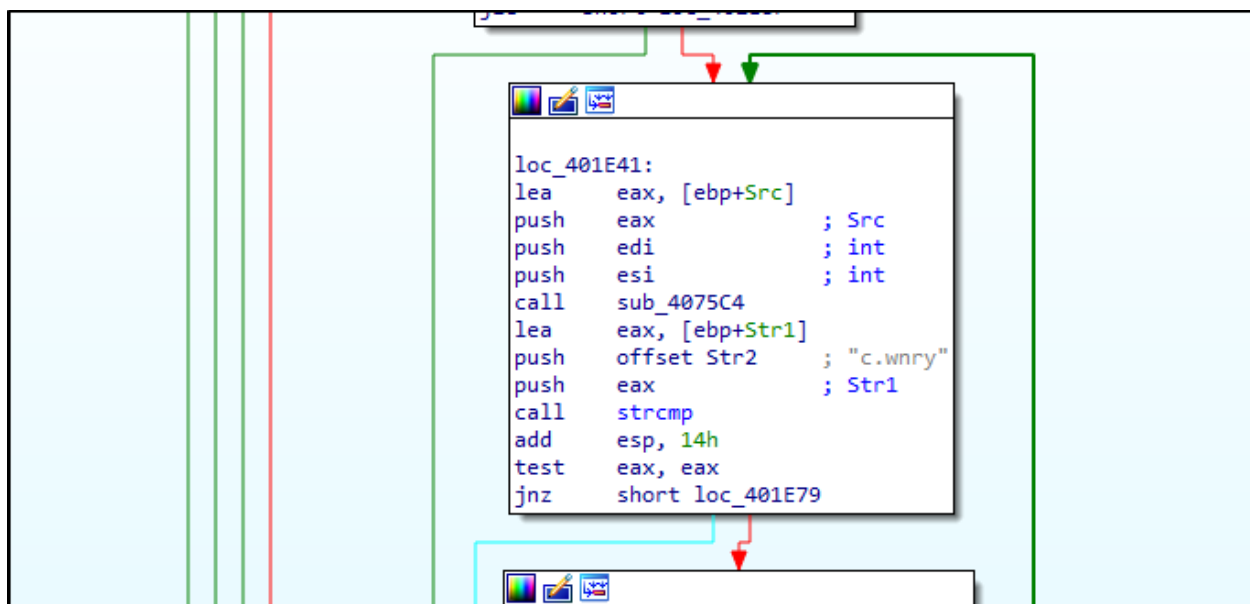 loc_401E41:
lea eax, [ebp+Src]
push eax ; Src
push edi ; int
push esi ; int
call sub_4075C4
lea eax, [ebp+Str1]
push offset Str2 ; "c.wnry"
push eax ; Str1
call strcmp
add esp, 14h
test eax, eax
jnz short loc_401E79